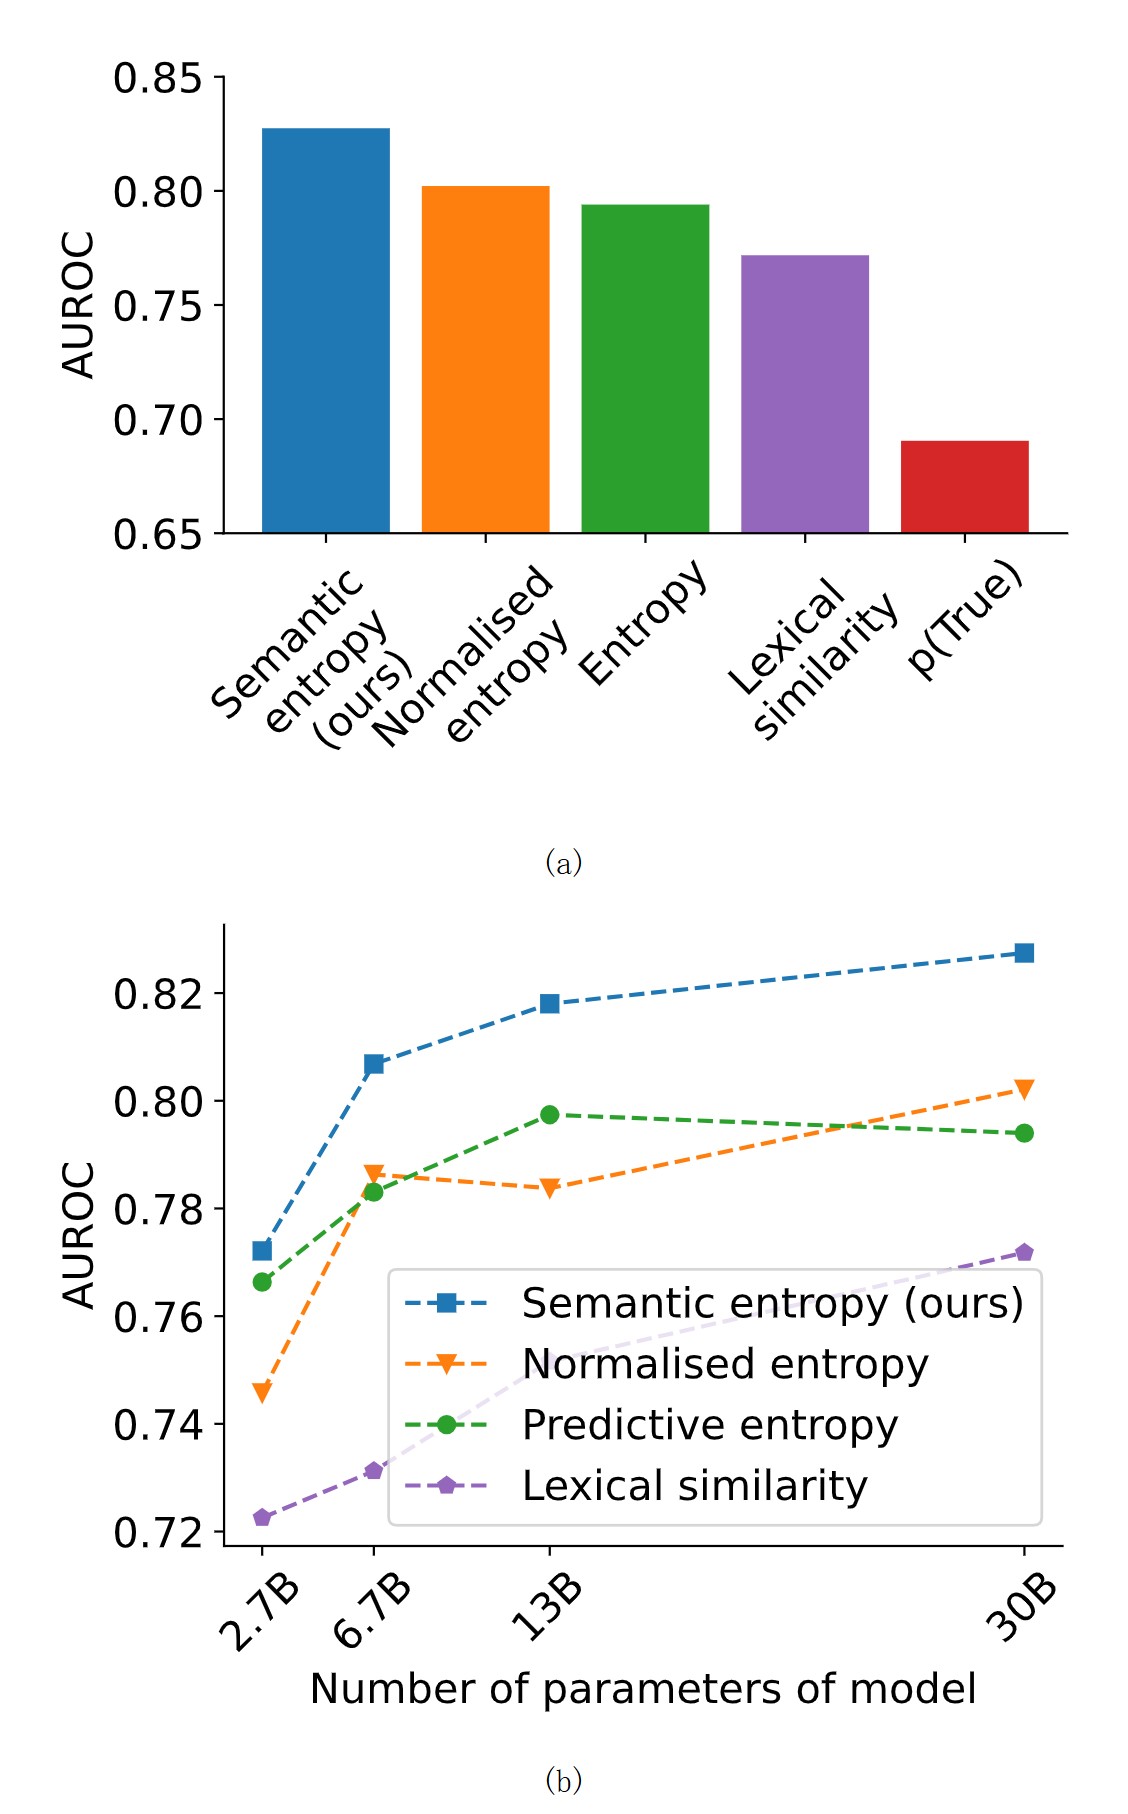 0.85
0.80
0.75
0.70
0.65
AUROC
Semantic
entropy
(ours)
Normalised
entropy
Entropy
Lexical
similarity
p(True)
(a)
0.82
0.80
0.78
0.76
0.74
0.72
AUROC
Semantic entropy (ours)
Normalised entropy
Predictive entropy
Lexical similarity
2.7B
6.7B
13B
30B
Number of parameters of model
(b)